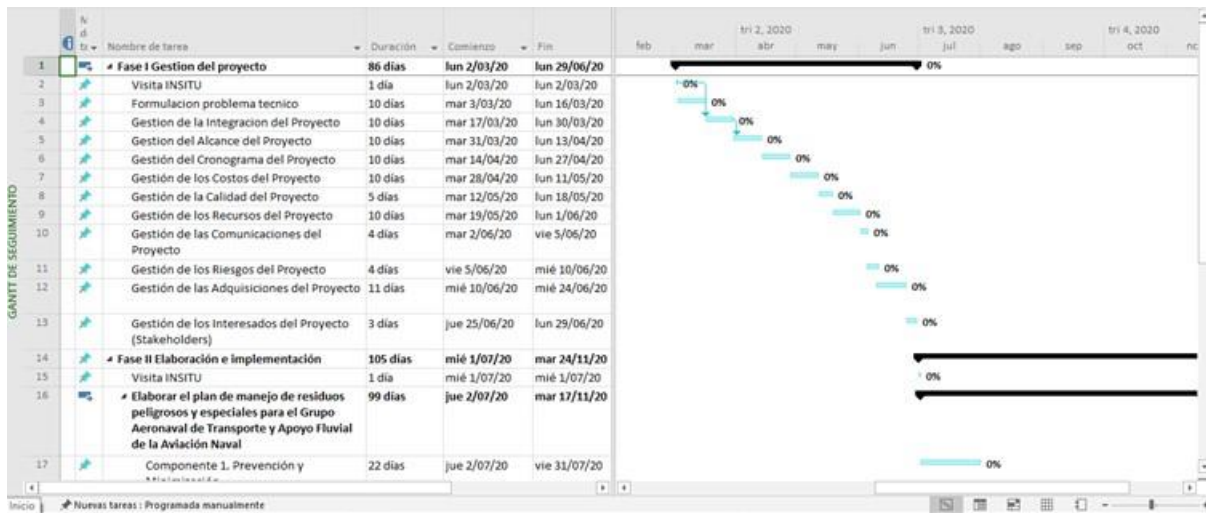 tri 2, 2020 tri 3, 2020 tri 4, 2020
Nombre de tarea Duración Comienzo Fin feb mar abr may jun jul ago sep oct
1 Fase I Gestion del proyecto 86 días lun 2/03/20 lun 29/06/20 0%
2 Visita INSITU 1 día lun 2/03/20 lun 2/03/20 0%
3 Formulacion problema tecnico 10 días mar 3/03/20 lun 16/03/20 0%
4 Gestion de la Integracion del Proyecto 10 días mar 17/03/20 lun 30/03/20 0%
5 Gestion del Alcance del Proyecto 10 días mar 31/03/20 lun 13/04/20 0%
6 Gestión del Cronograma del Proyecto 10 días mar 14/04/20 lun 27/04/20 0%
7 Gestión de los Costos del Proyecto 10 días mar 28/04/20 lun 11/05/20 0%
8 Gestión de la Calidad del Proyecto 5 días mar 12/05/20 lun 18/05/20 0%
9 Gestión de los Recursos del Proyecto 10 días mar 19/05/20 lun 1/06/20 0%
10 Gestión de las Comunicaciones del 4 días mar 2/06/20 vie 5/06/20 0%
Proyecto
11 Gestión de los Riesgos del Proyecto 4 días vie 5/06/20 mié 10/06/20 0%
12 Gestión de las Adquisiciones del Proyecto 11 días mié 10/06/20 mié 24/06/20 0%
13 Gestión de los Interesados del Proyecto 3 días jue 25/06/20 lun 29/06/20 0%
(Stakeholders)
14 Fase II Elaboración e implementación 105 días mié 1/07/20 mar 24/11/20
15 Visita INSITU 1 día mié 1/07/20 mié 1/07/20 0%
16 Elaborar el plan de manejo de residuos 99 días jue 2/07/20 mar 17/11/20
peligrosos y especiales para el Grupo
Aeronaval de Transporte y Apoyo Fluvial
de la Aviación Naval
17 Componente 1. Prevención y 22 días jue 2/07/20 vie 31/07/20 0%
GANTT DE SEGUIMIENTO
Inicio Nuevas tareas : Programada manualmente